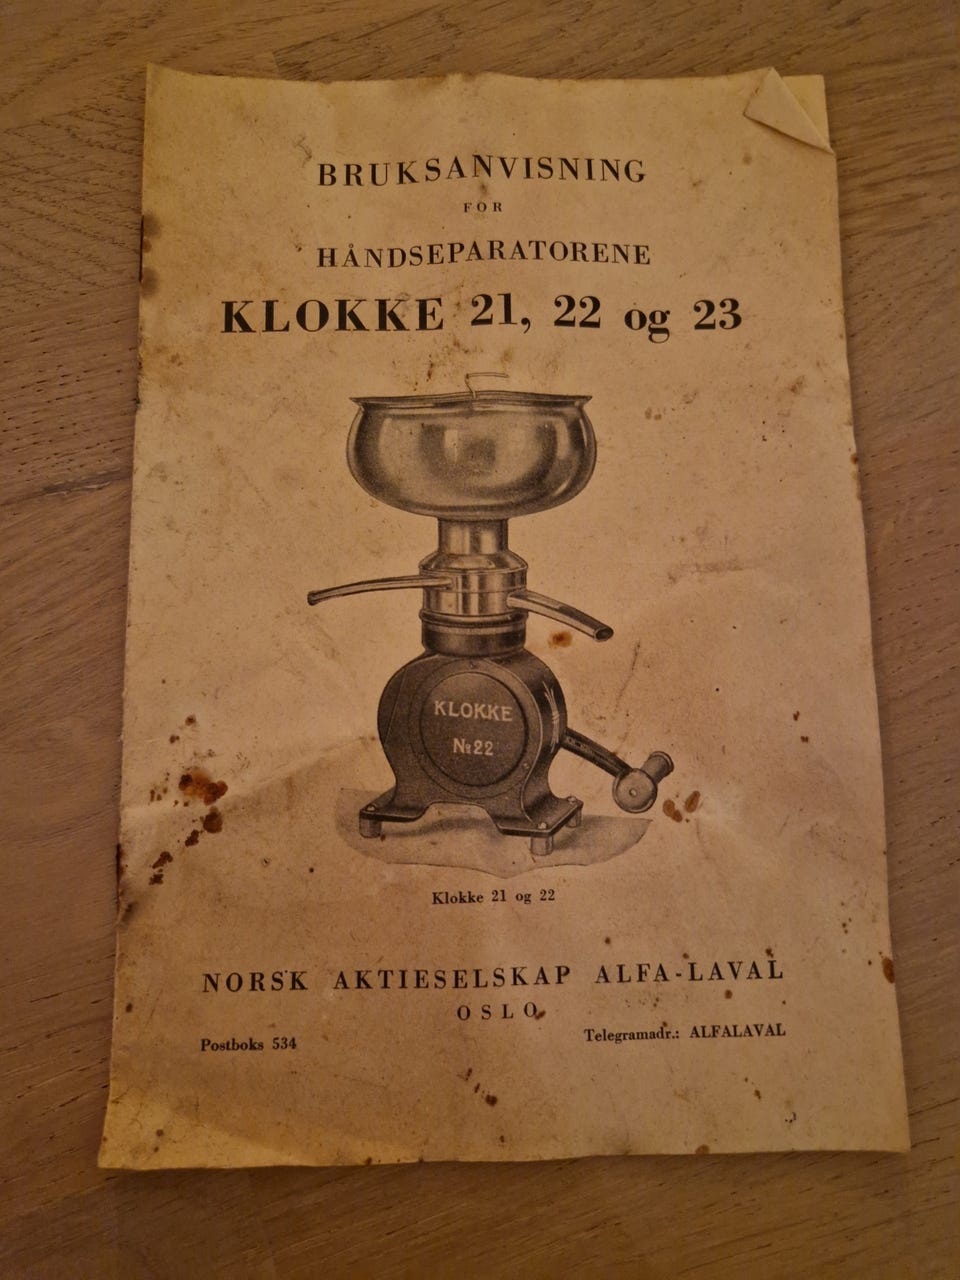 BRUKSANVISNING
FOR
HÅNDSEPARATORENE
KLOKKE 21, 22 og 23
KLOKKE
№ 22
Klokke 21 og 22
NORSK AKTIESELSKAP ALFA-LAVAL
OSLO
Postboks 534 Telegramadr.: ALFALAVAL